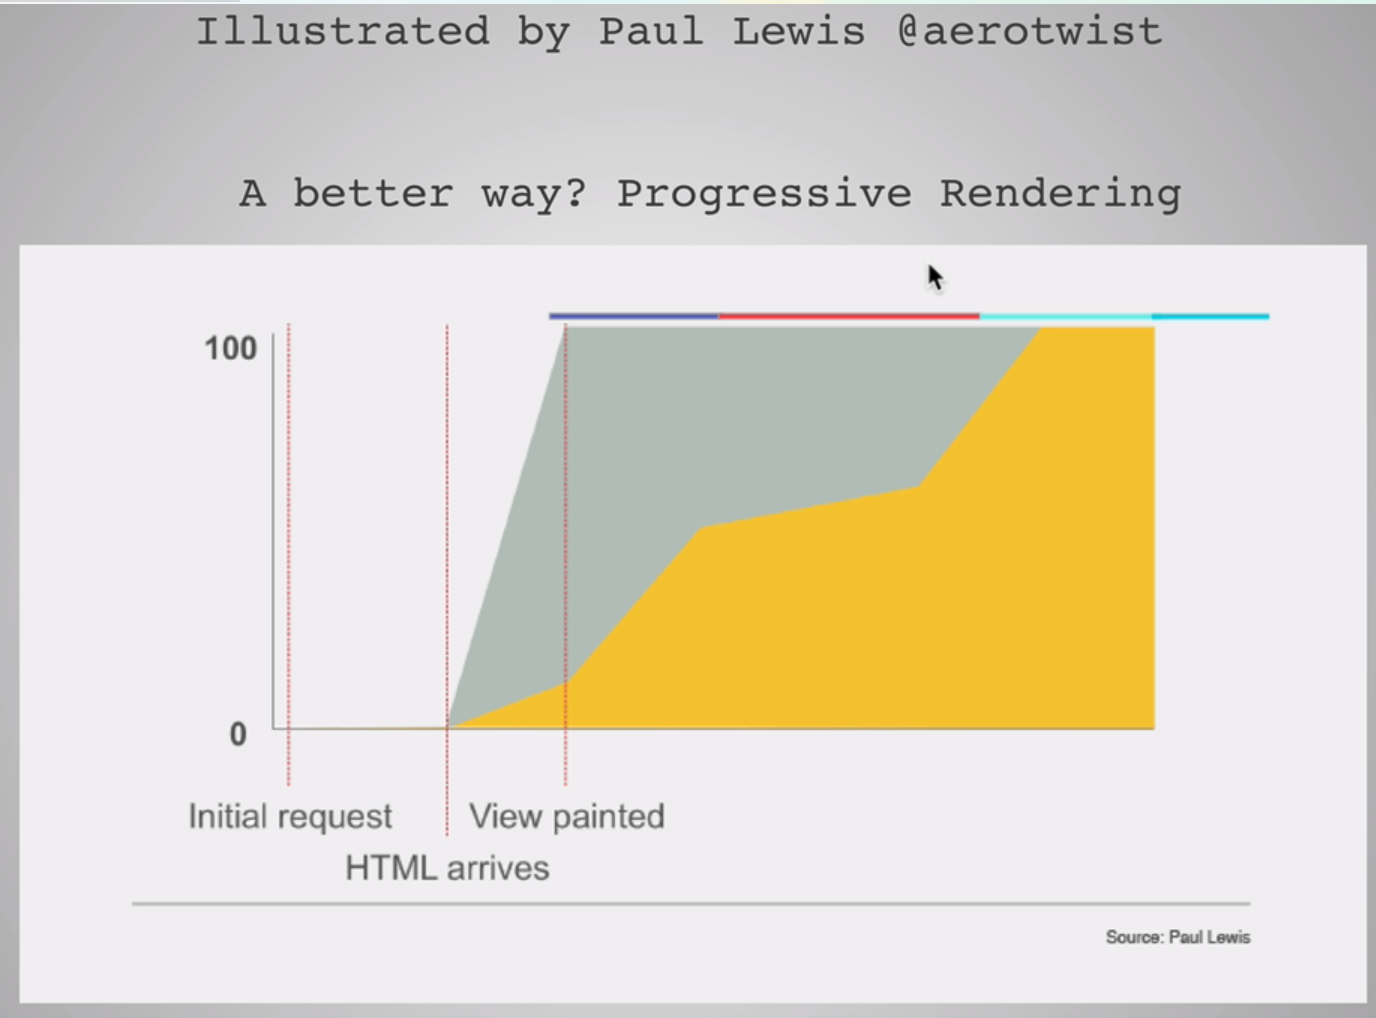 Illustrated by Paul Lewis @aerotwist
A better way? Progressive Rendering
100
0
Initial request
View painted
HTML arrives
Source: Paul Lewis